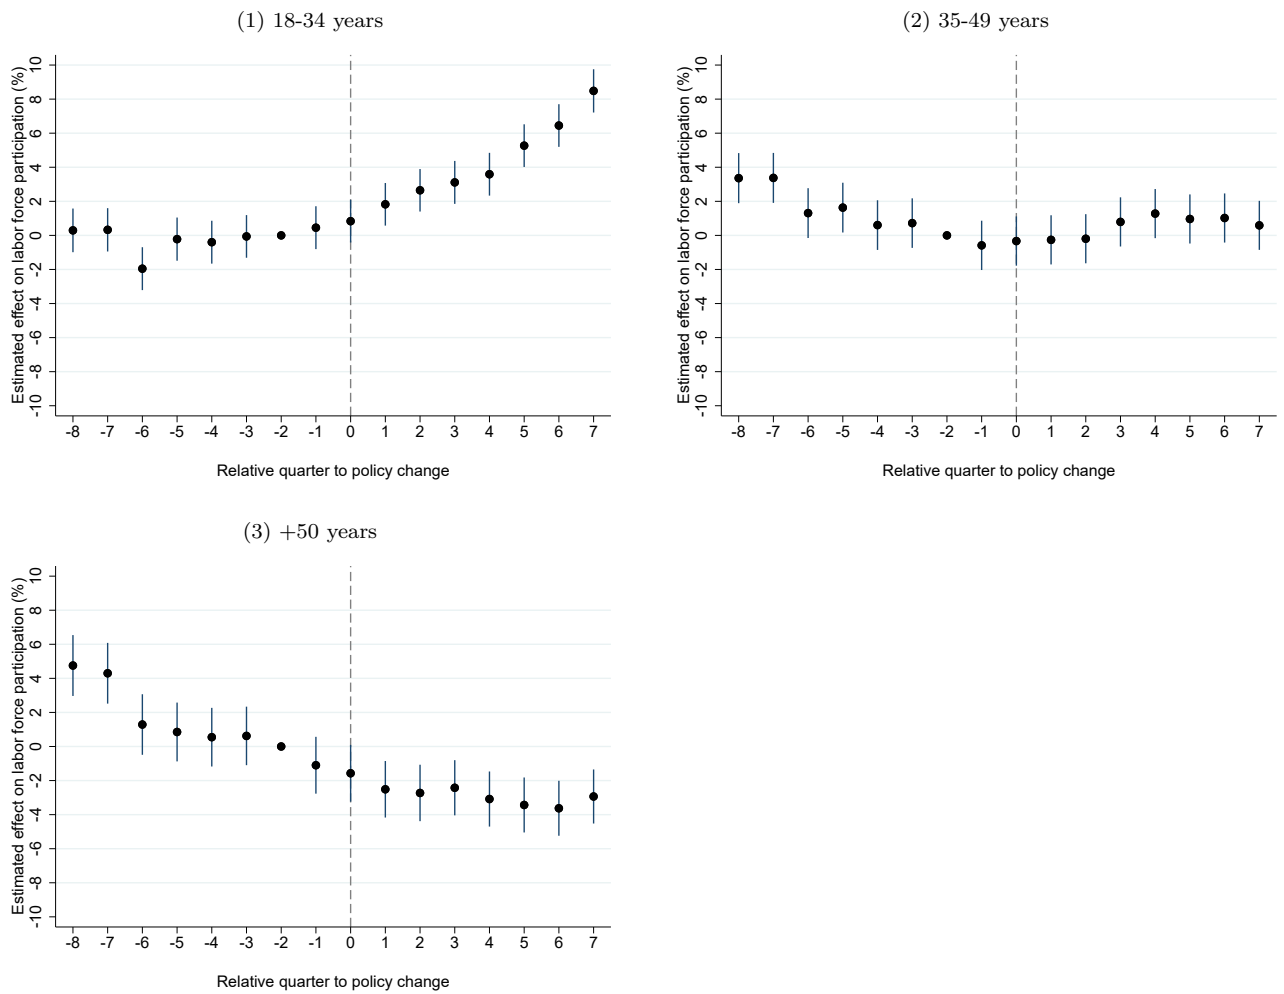 (1) 18-34 years
Estimated effect on labor force participation (%)
10
8
6
4
2
0
-2
-4
-6
-8
-10
-8 -7 -6 -5 -4 -3 -2 -1 0 1 2 3 4 5 6 7
Relative quarter to policy change
(2) 35-49 years
Estimated effect on labor force participation (%)
10
8
6
4
2
0
-2
-4
-6
-8
-10
-8 -7 -6 -5 -4 -3 -2 -1 0 1 2 3 4 5 6 7
Relative quarter to policy change
(3) +50 years
Estimated effect on labor force participation (%)
10
8
6
4
2
0
-2
-4
-6
-8
-10
-8 -7 -6 -5 -4 -3 -2 -1 0 1 2 3 4 5 6 7
Relative quarter to policy change